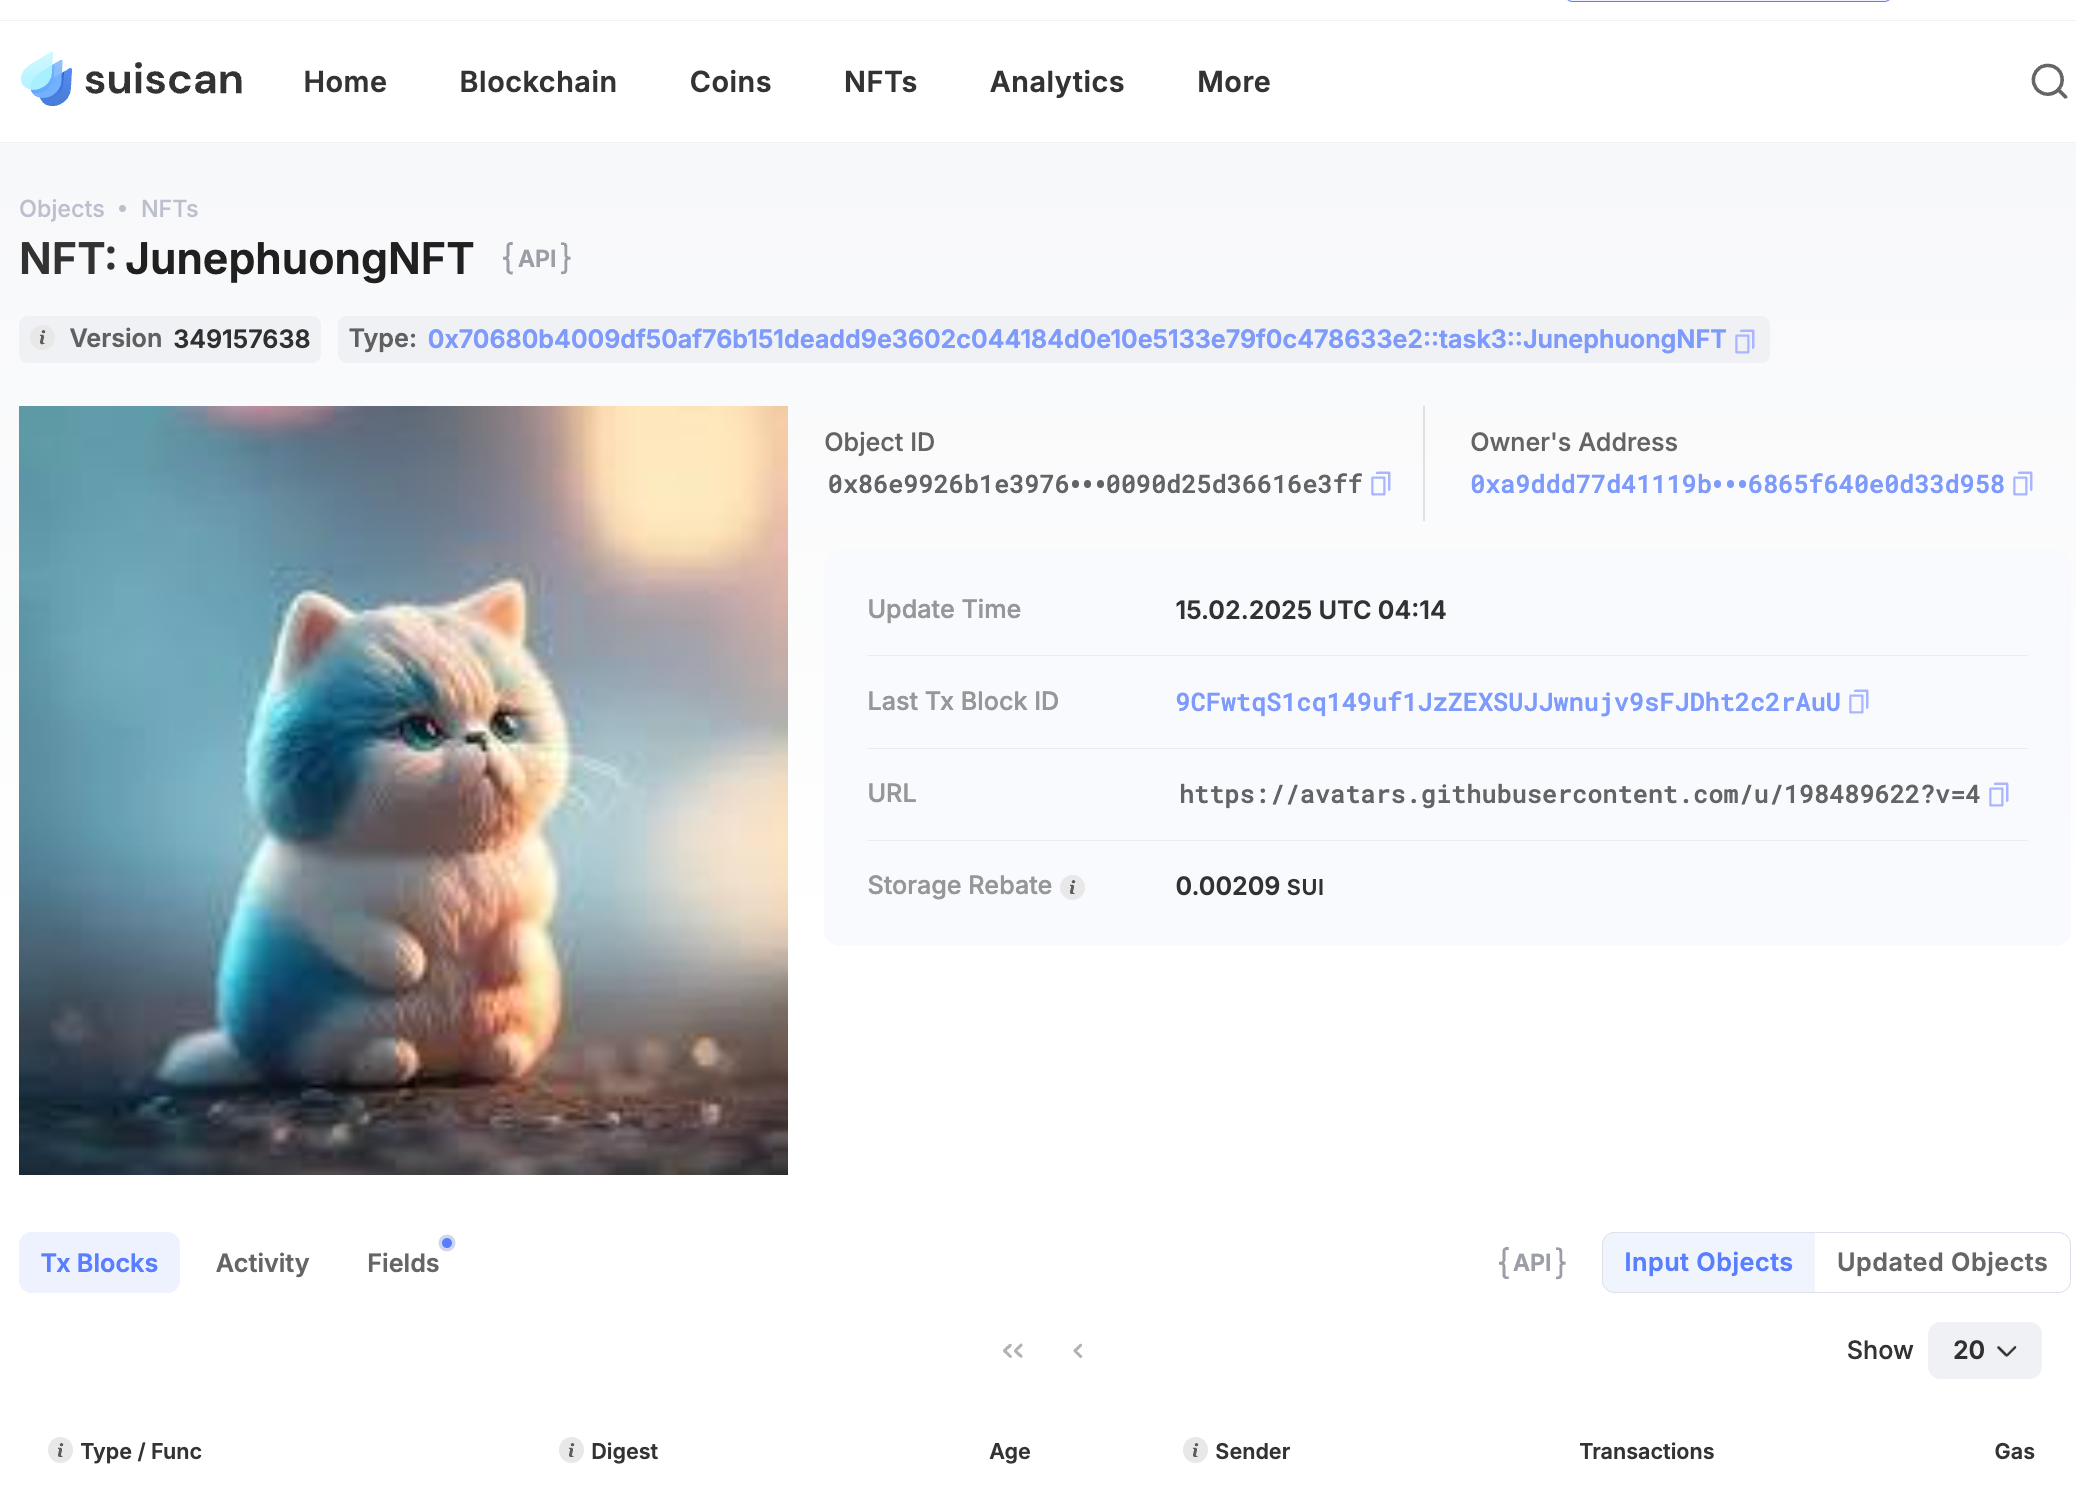 suiscan Home Blockchain Coins NFTs Analytics More
Objects • NFTs
NFT: JunephuongNFT {API}
i Version 349157638 Type: 0x70680b4009df50af76b151deadd9e3602c044184d0e10e5133e79f0c478633e2::task3::JunephuongNFT
Object ID
0x86e9926b1e3976•••0090d25d36616e3ff
Owner's Address
0xa9ddd77d41119b•••6865f640e0d33d958
Update Time 15.02.2025 UTC 04:14
Last Tx Block ID 9CFwtqS1cq149uf1JzZEXSUJJwnujv9sFJDht2c2rAuU
URL https://avatars.githubusercontent.com/u/198489622?v=4
Storage Rebate i 0.00209 SUI
Tx Blocks Activity Fields {API} Input Objects Updated Objects
Show 20
i Type / Func i Digest Age i Sender Transactions Gas